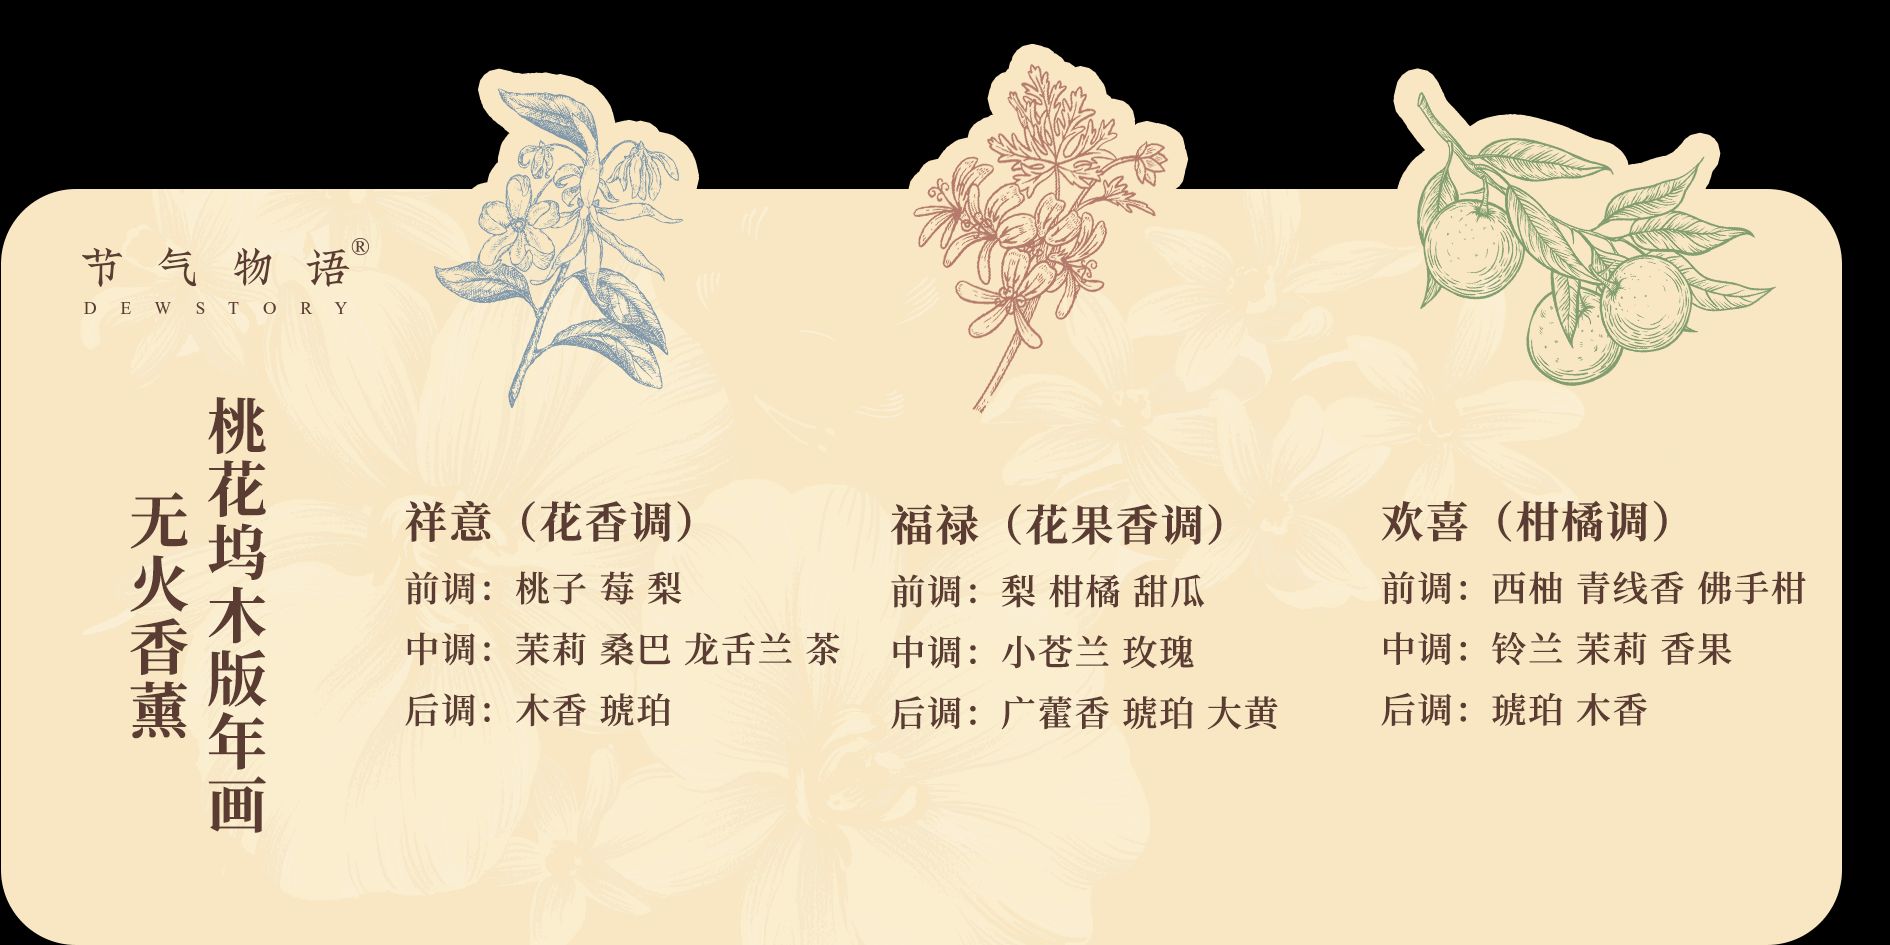 节气物语®
DEWSTORY
桃花坞木版年画
无火香薰
祥意（花香调）
前调：桃子 莓 梨
中调：茉莉 桑巴 龙舌兰 茶
后调：木香 琥珀
福禄（花果香调）
前调：梨 柑橘 甜瓜
中调：小苍兰 玫瑰
后调：广藿香 琥珀 大黄
欢喜（柑橘调）
前调：西柚 青线香 佛手柑
中调：铃兰 茉莉 香果
后调：琥珀 木香